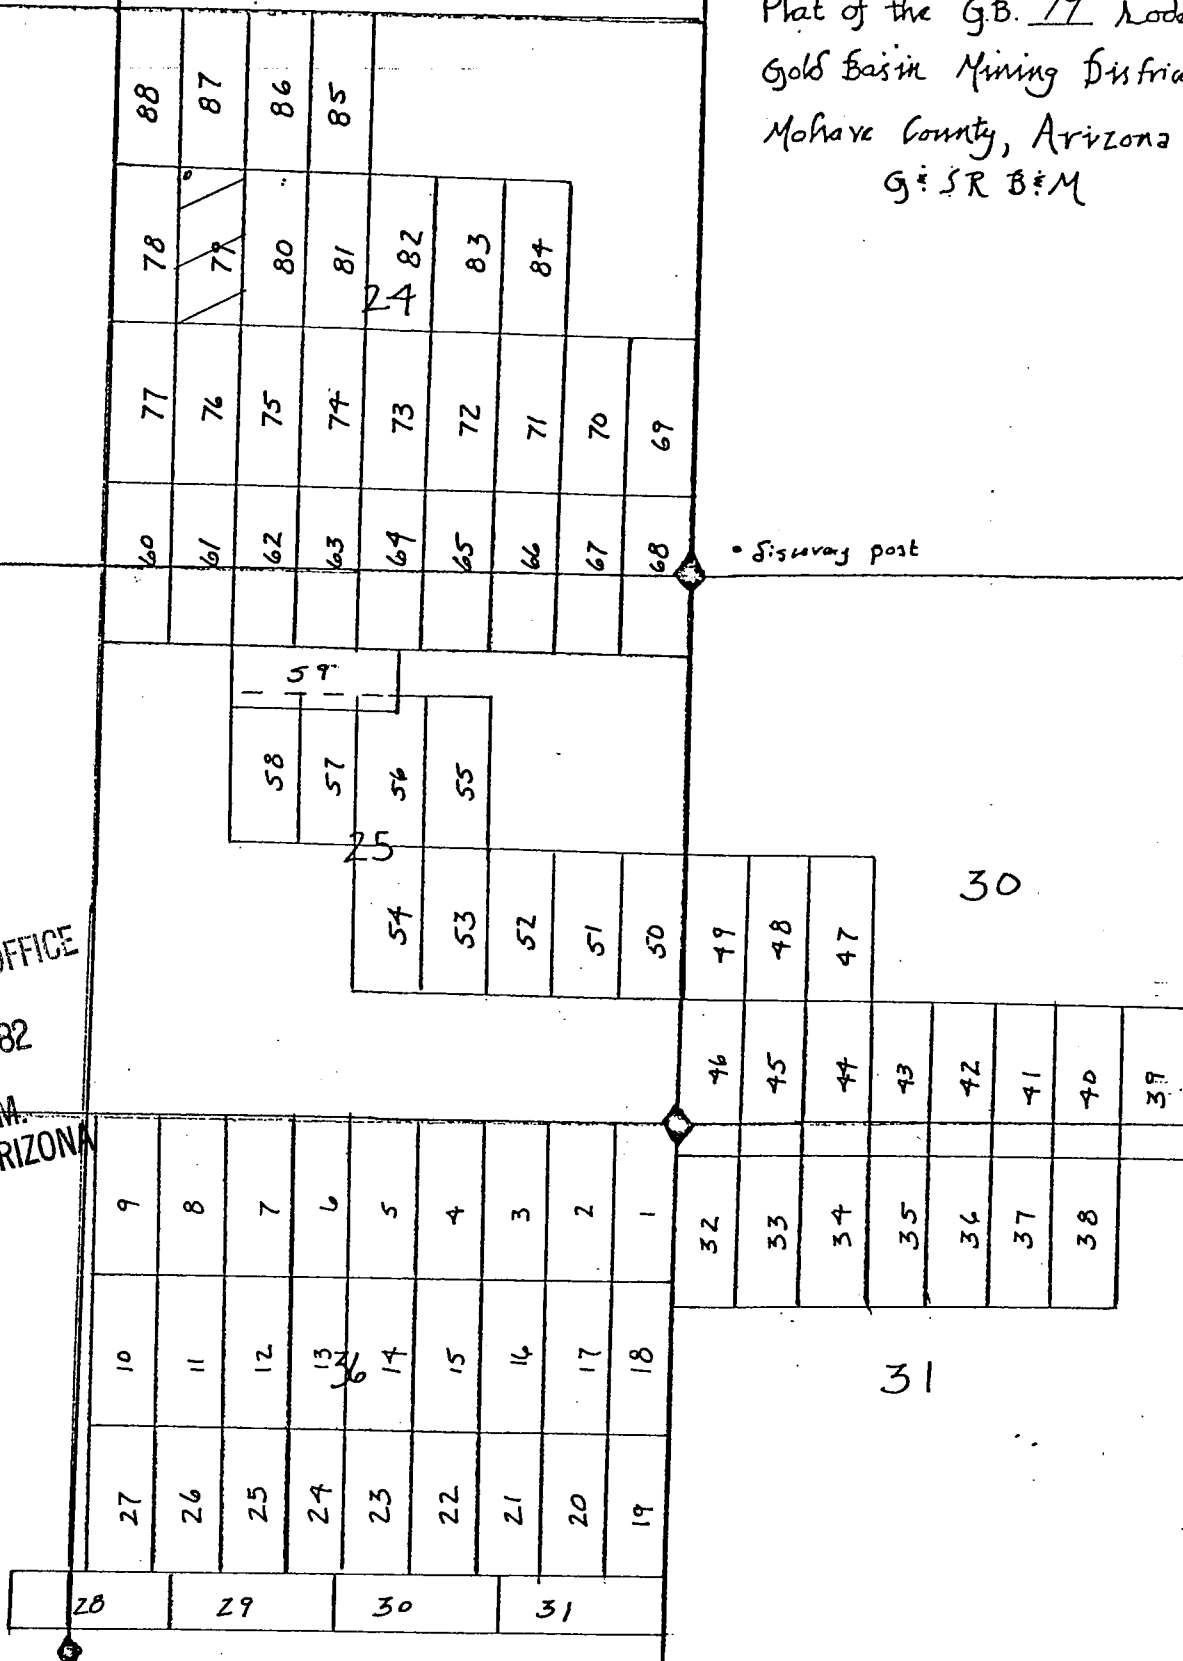 Plat of the G.B. 79 Lode
Gold Basin Mining District
Mohave County, Arizona
G & S R B & M
88 87 86 85
78 79 80 81 82 83 84
24
77 76 75 74 73 72 71 70 69
60 61 62 63 64 65 66 67 68
• discovery post
59
58 57 56 55
25
30
54 53 52 51 50 49 48 47
OFFICE
82
46 45 44 43 42 41 40 39
M.
RIZONA
9 8 7 6 5 4 3 2 1
32 33 34 35 36 37 38
10 11 12 13 14 15 16 17 18
36
31
27 26 25 24 23 22 21 20 19
28 29 30 31